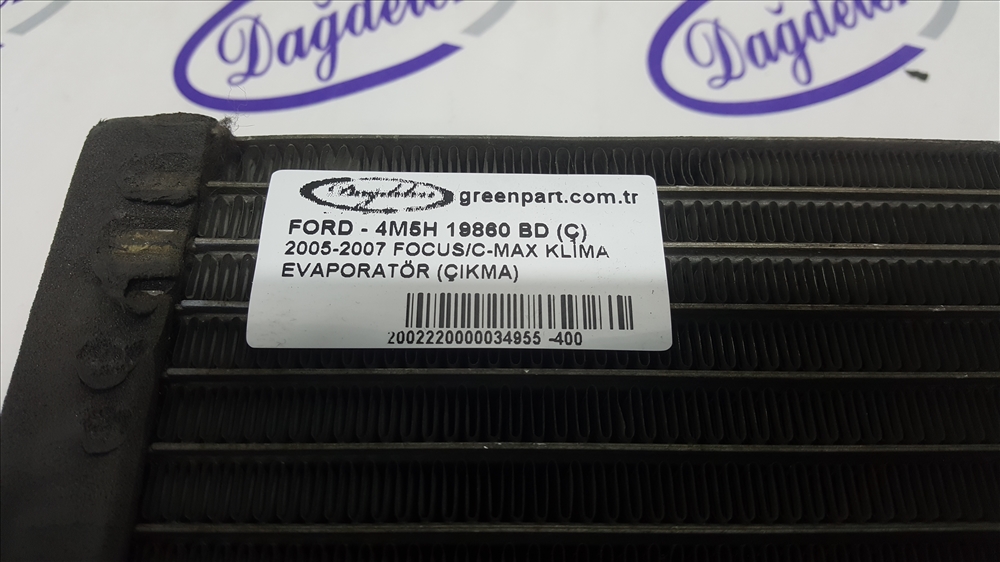 Dağdelen
Dağdelen
Dağdelen greenpart.com.tr
FORD - 4M5H 19860 BD (Ç)
2005-2007 FOCUS/C-MAX KLİMA
EVAPORATÖR (ÇIKMA)
2002220000034955 -400